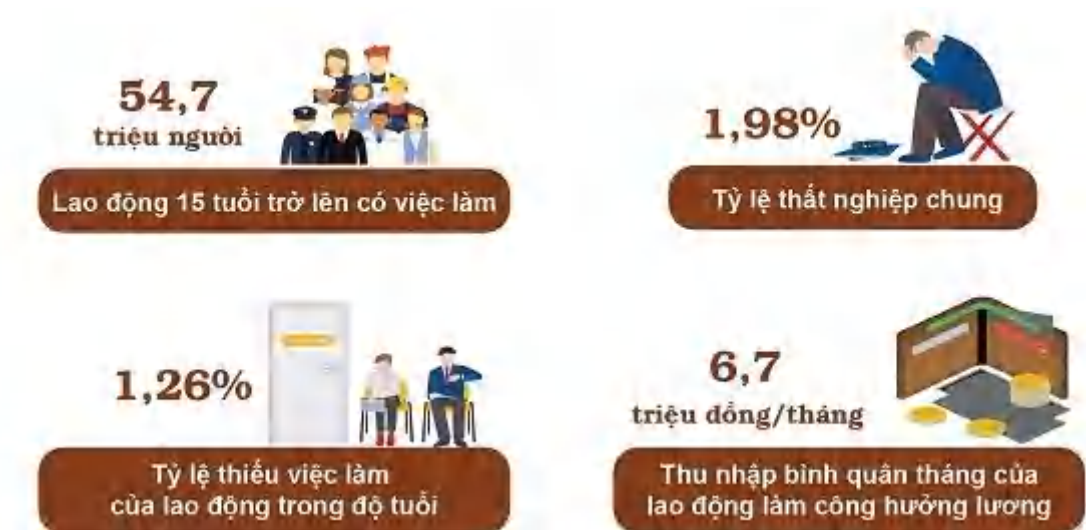 54,7
triệu người
Lao động 15 tuổi trở lên có việc làm
1,98%
Tỷ lệ thất nghiệp chung
1,26%
Tỷ lệ thiếu việc làm
của lao động trong độ tuổi
6,7
triệu đồng/tháng
Thu nhập bình quân tháng của
lao động làm công hưởng lương